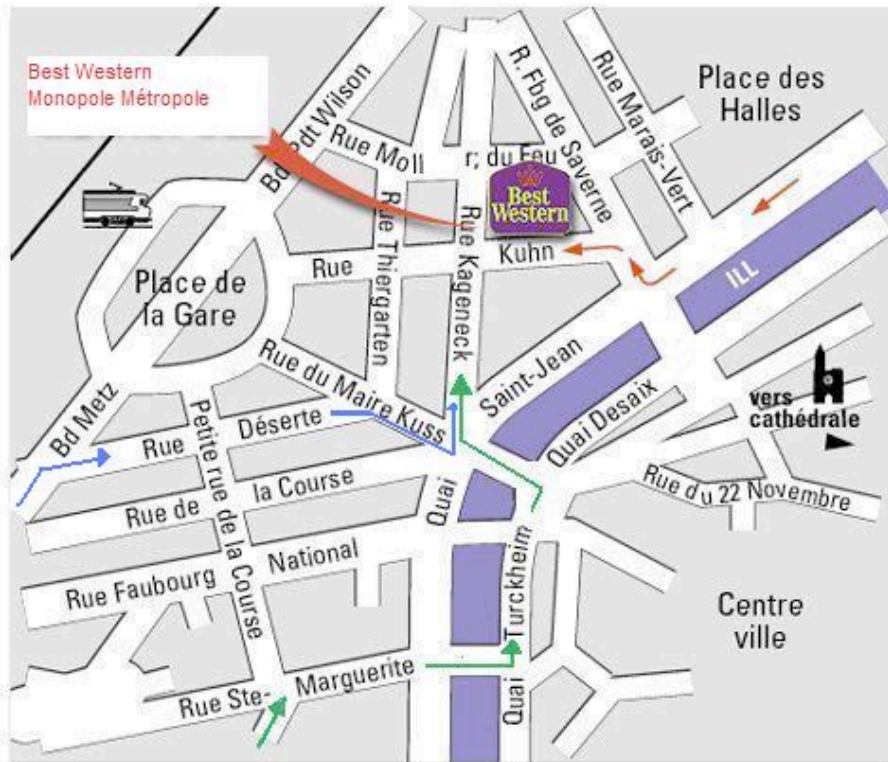 Best Western
Monopole Métropole
Bd Pdt Wilson
R. Fbg de Saverne
Rue Marais-Vert
Place des
Halles
Rue Moll
r; du Feu
Best
Western
Rue Thiergarten
Rue Kageneck
Rue
Kuhn
ILL
Place de
la Gare
Rue du Maire Kuss
Saint-Jean
Quai Desaix
vers
cathédrale
Bd Metz
Rue
Déserte
Petite rue de la Course
Rue de
la Course
Quai
Rue du 22 Novembre
Rue Faubourg
National
Quai
Turckheim
Centre
ville
Rue Ste-
Marguerite